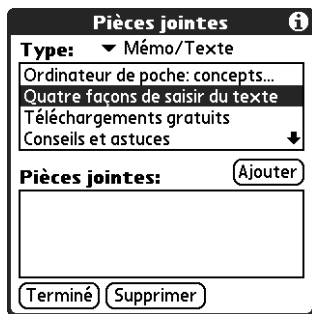 Pièces jointes
Type: Mémo/Texte
Ordinateur de poche: concepts...
Quatre façons de saisir du texte
Téléchargements gratuits
Conseils et astuces
Pièces jointes: Ajouter
Terminé Supprimer